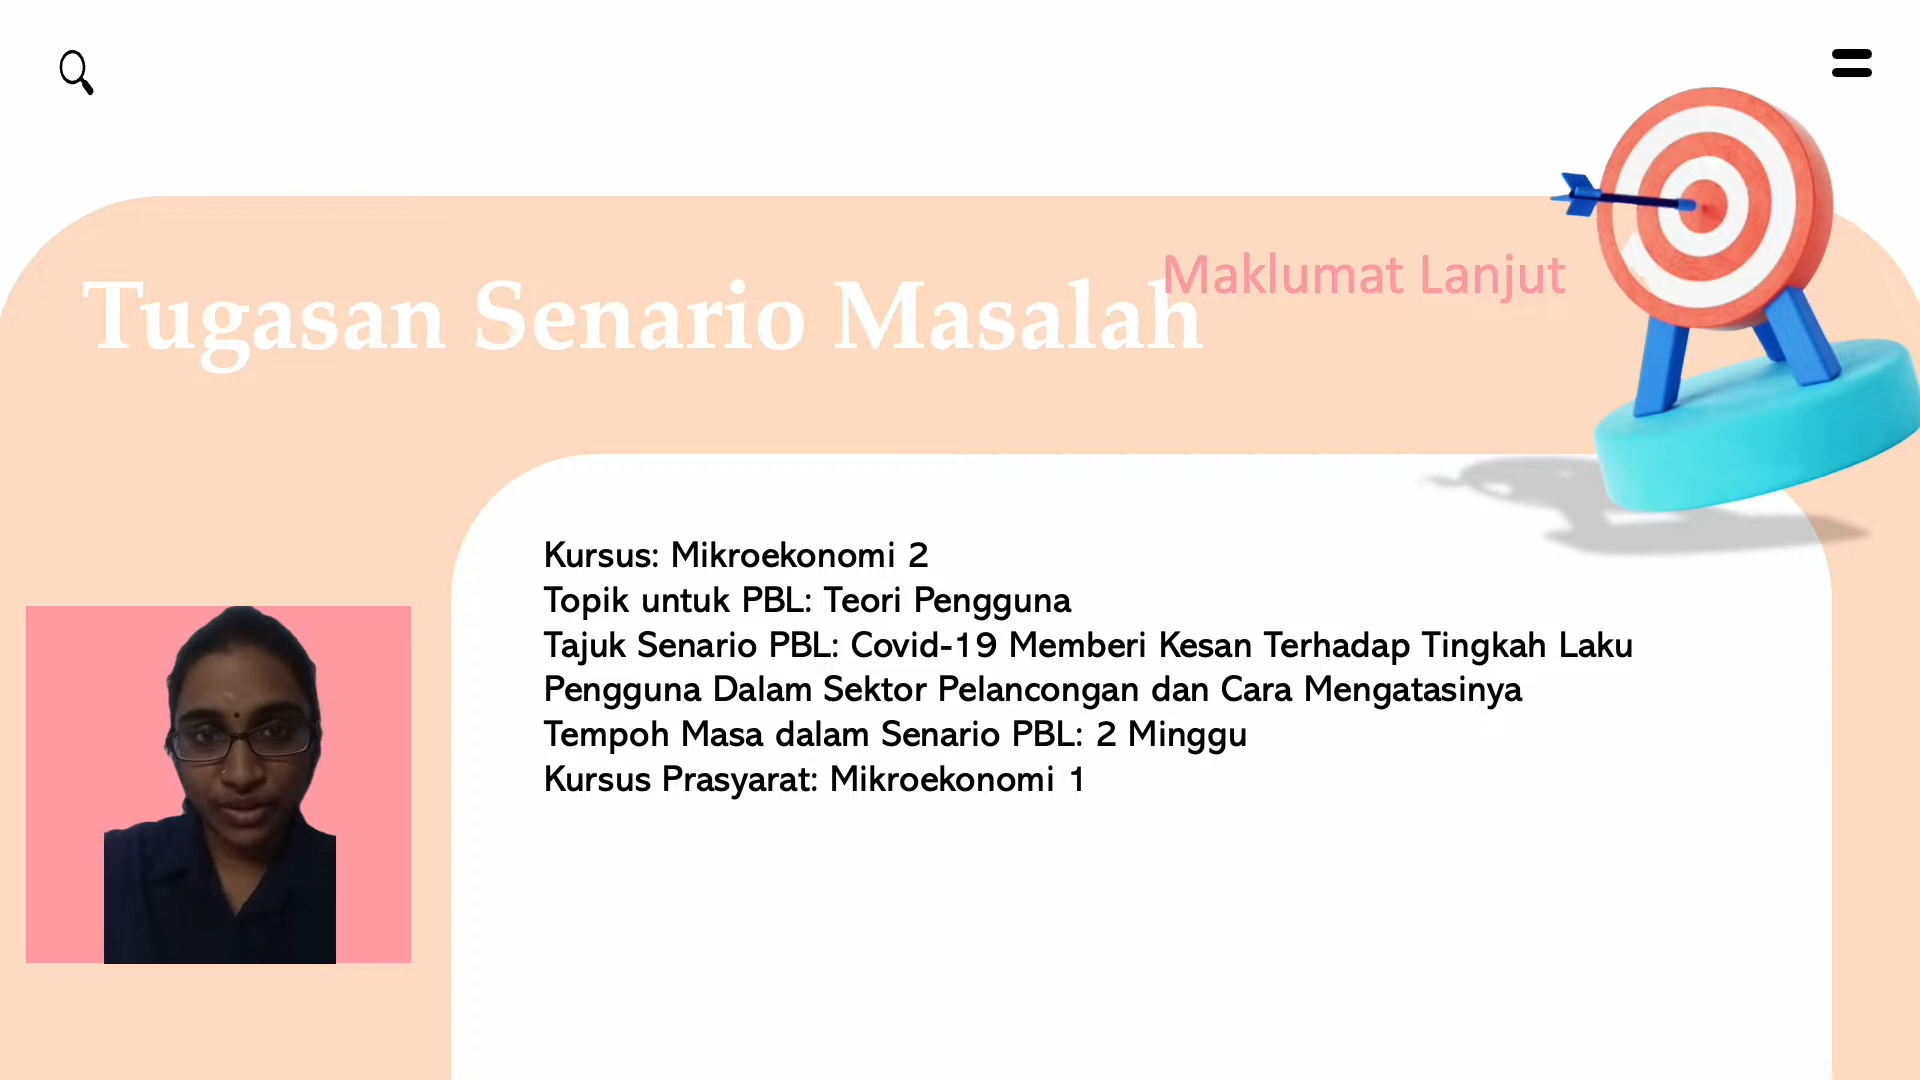 Maklumat Lanjut
Tugasan Senario Masalah
Kursus: Mikroekonomi 2
Topik untuk PBL: Teori Pengguna
Tajuk Senario PBL: Covid-19 Memberi Kesan Terhadap Tingkah Laku
Pengguna Dalam Sektor Pelancongan dan Cara Mengatasinya
Tempoh Masa dalam Senario PBL: 2 Minggu
Kursus Prasyarat: Mikroekonomi 1